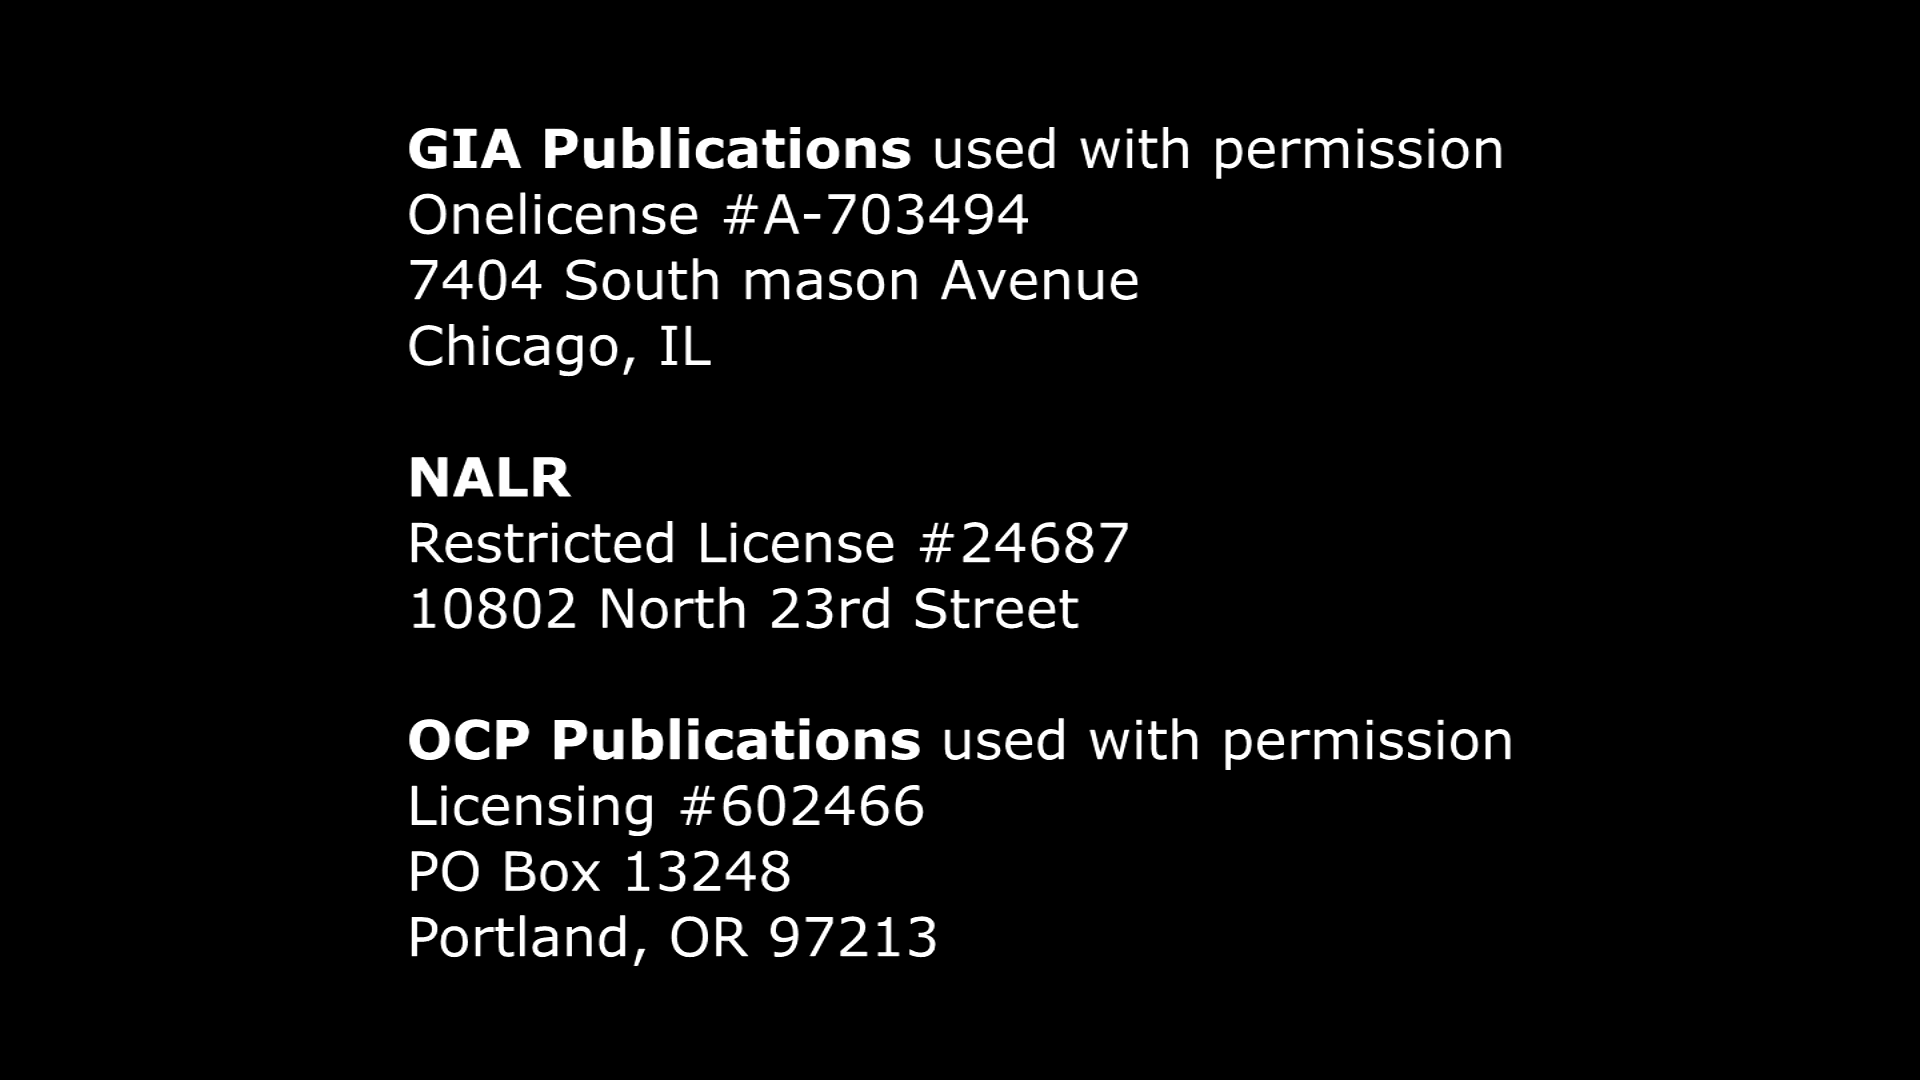 GIA Publications used with permission
Onelicense #A-703494
7404 South mason Avenue
Chicago, IL
NALR
Restricted License #24687
10802 North 23rd Street
OCP Publications used with permission
Licensing #602466
PO Box 13248
Portland, OR 97213